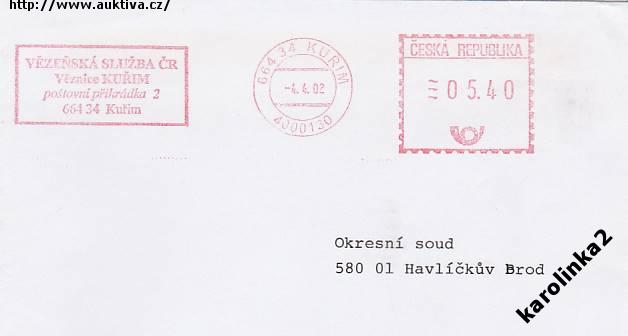 http://www.auktiva.cz/
VĚZEŇSKÁ SLUŽBA ČR
Věznice KUŘIM
poštovní přihrádka 2
664 34 Kuřim
664 34 KUŘIM
-4.4.02
4000130
ČESKÁ REPUBLIKA
05.40
Okresní soud
580 01 Havlíčkův Brod
karolinka2